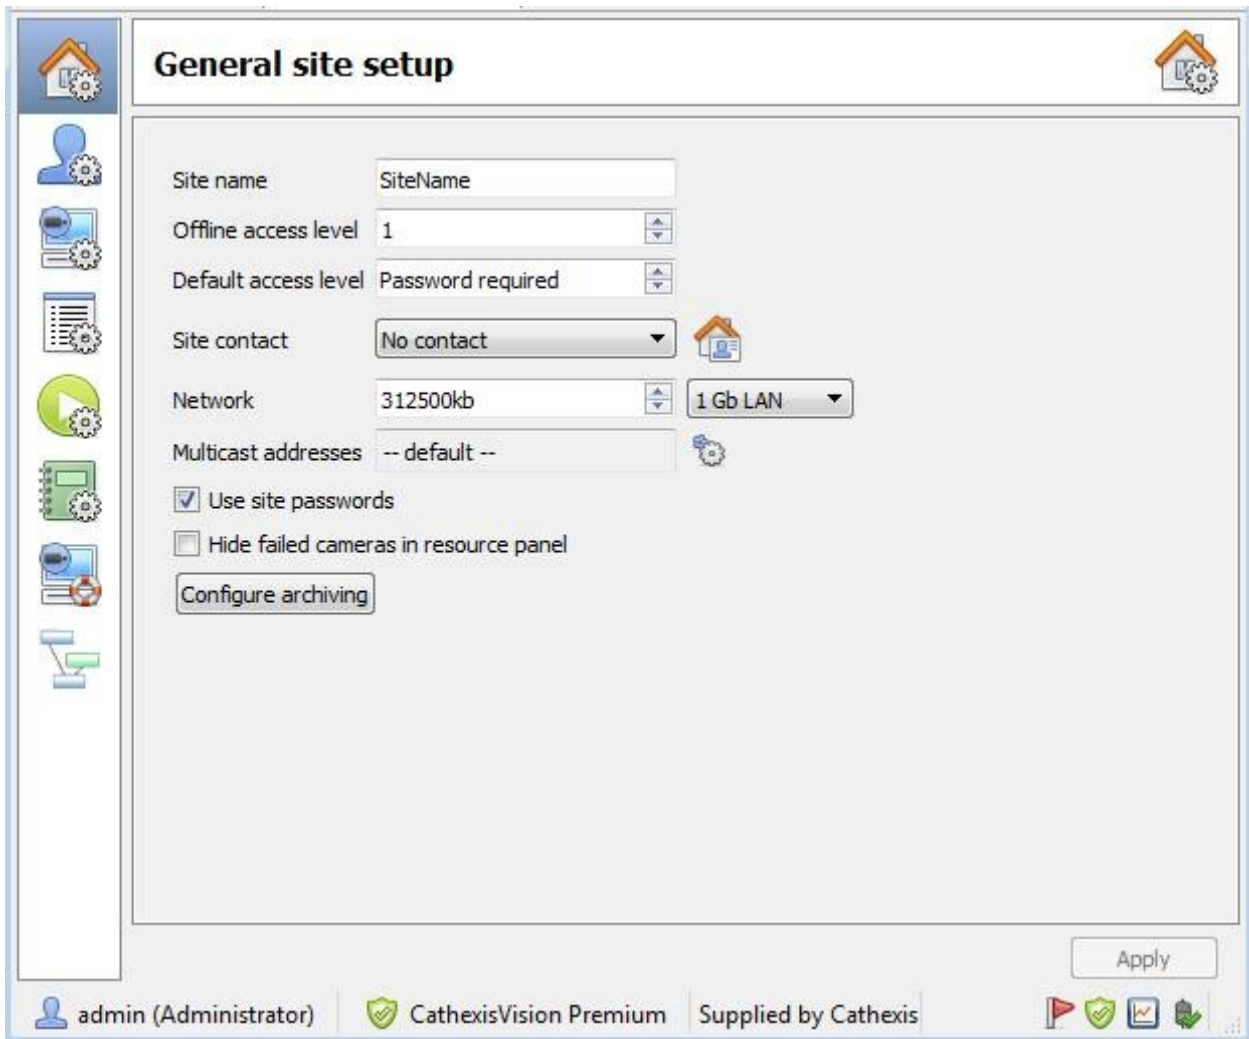 General site setup
Site name SiteName
Offline access level 1
Default access level Password required
Site contact No contact
Network 312500kb 1 Gb LAN
Multicast addresses -- default --
Use site passwords
Hide failed cameras in resource panel
Configure archiving
Apply
admin (Administrator) CathexisVision Premium Supplied by Cathexis